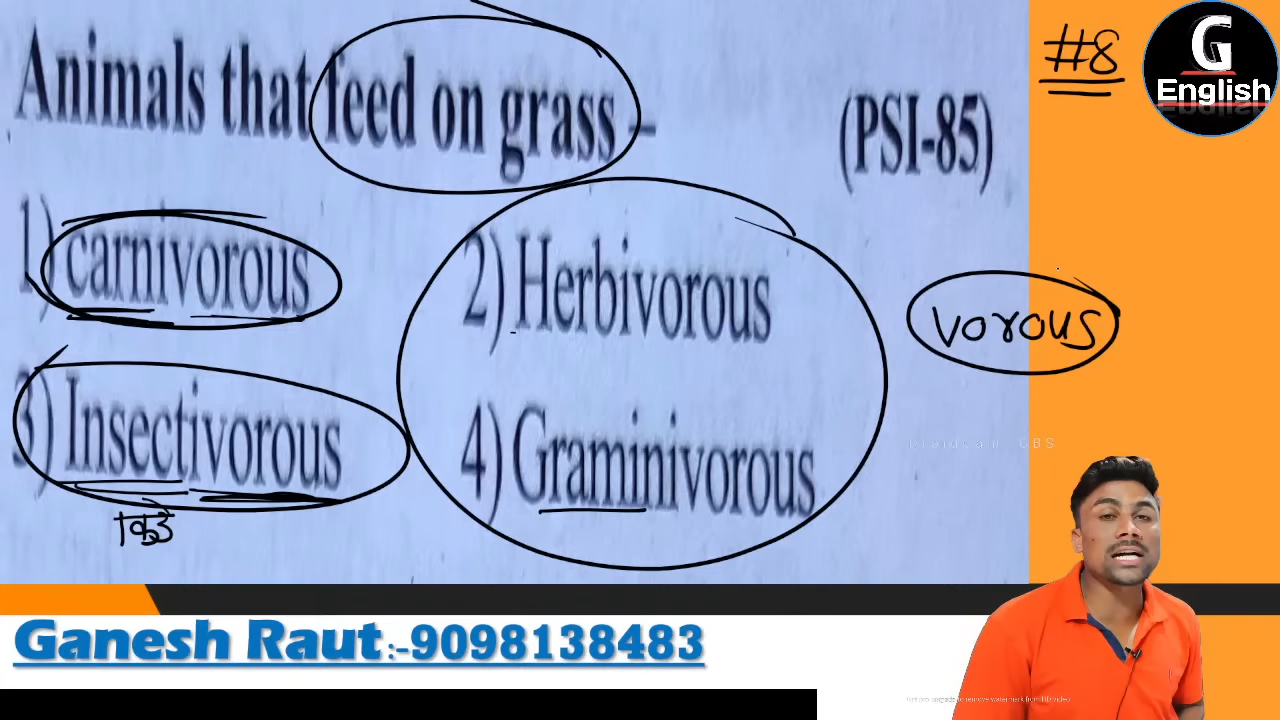 Animals that feed on grass –
(PSI-85)
#8
G
English
1) carnivorous
2) Herbivorous
vorous
3) Insectivorous
4) Graminivorous
किडे
Ganesh Raut:-9098138483